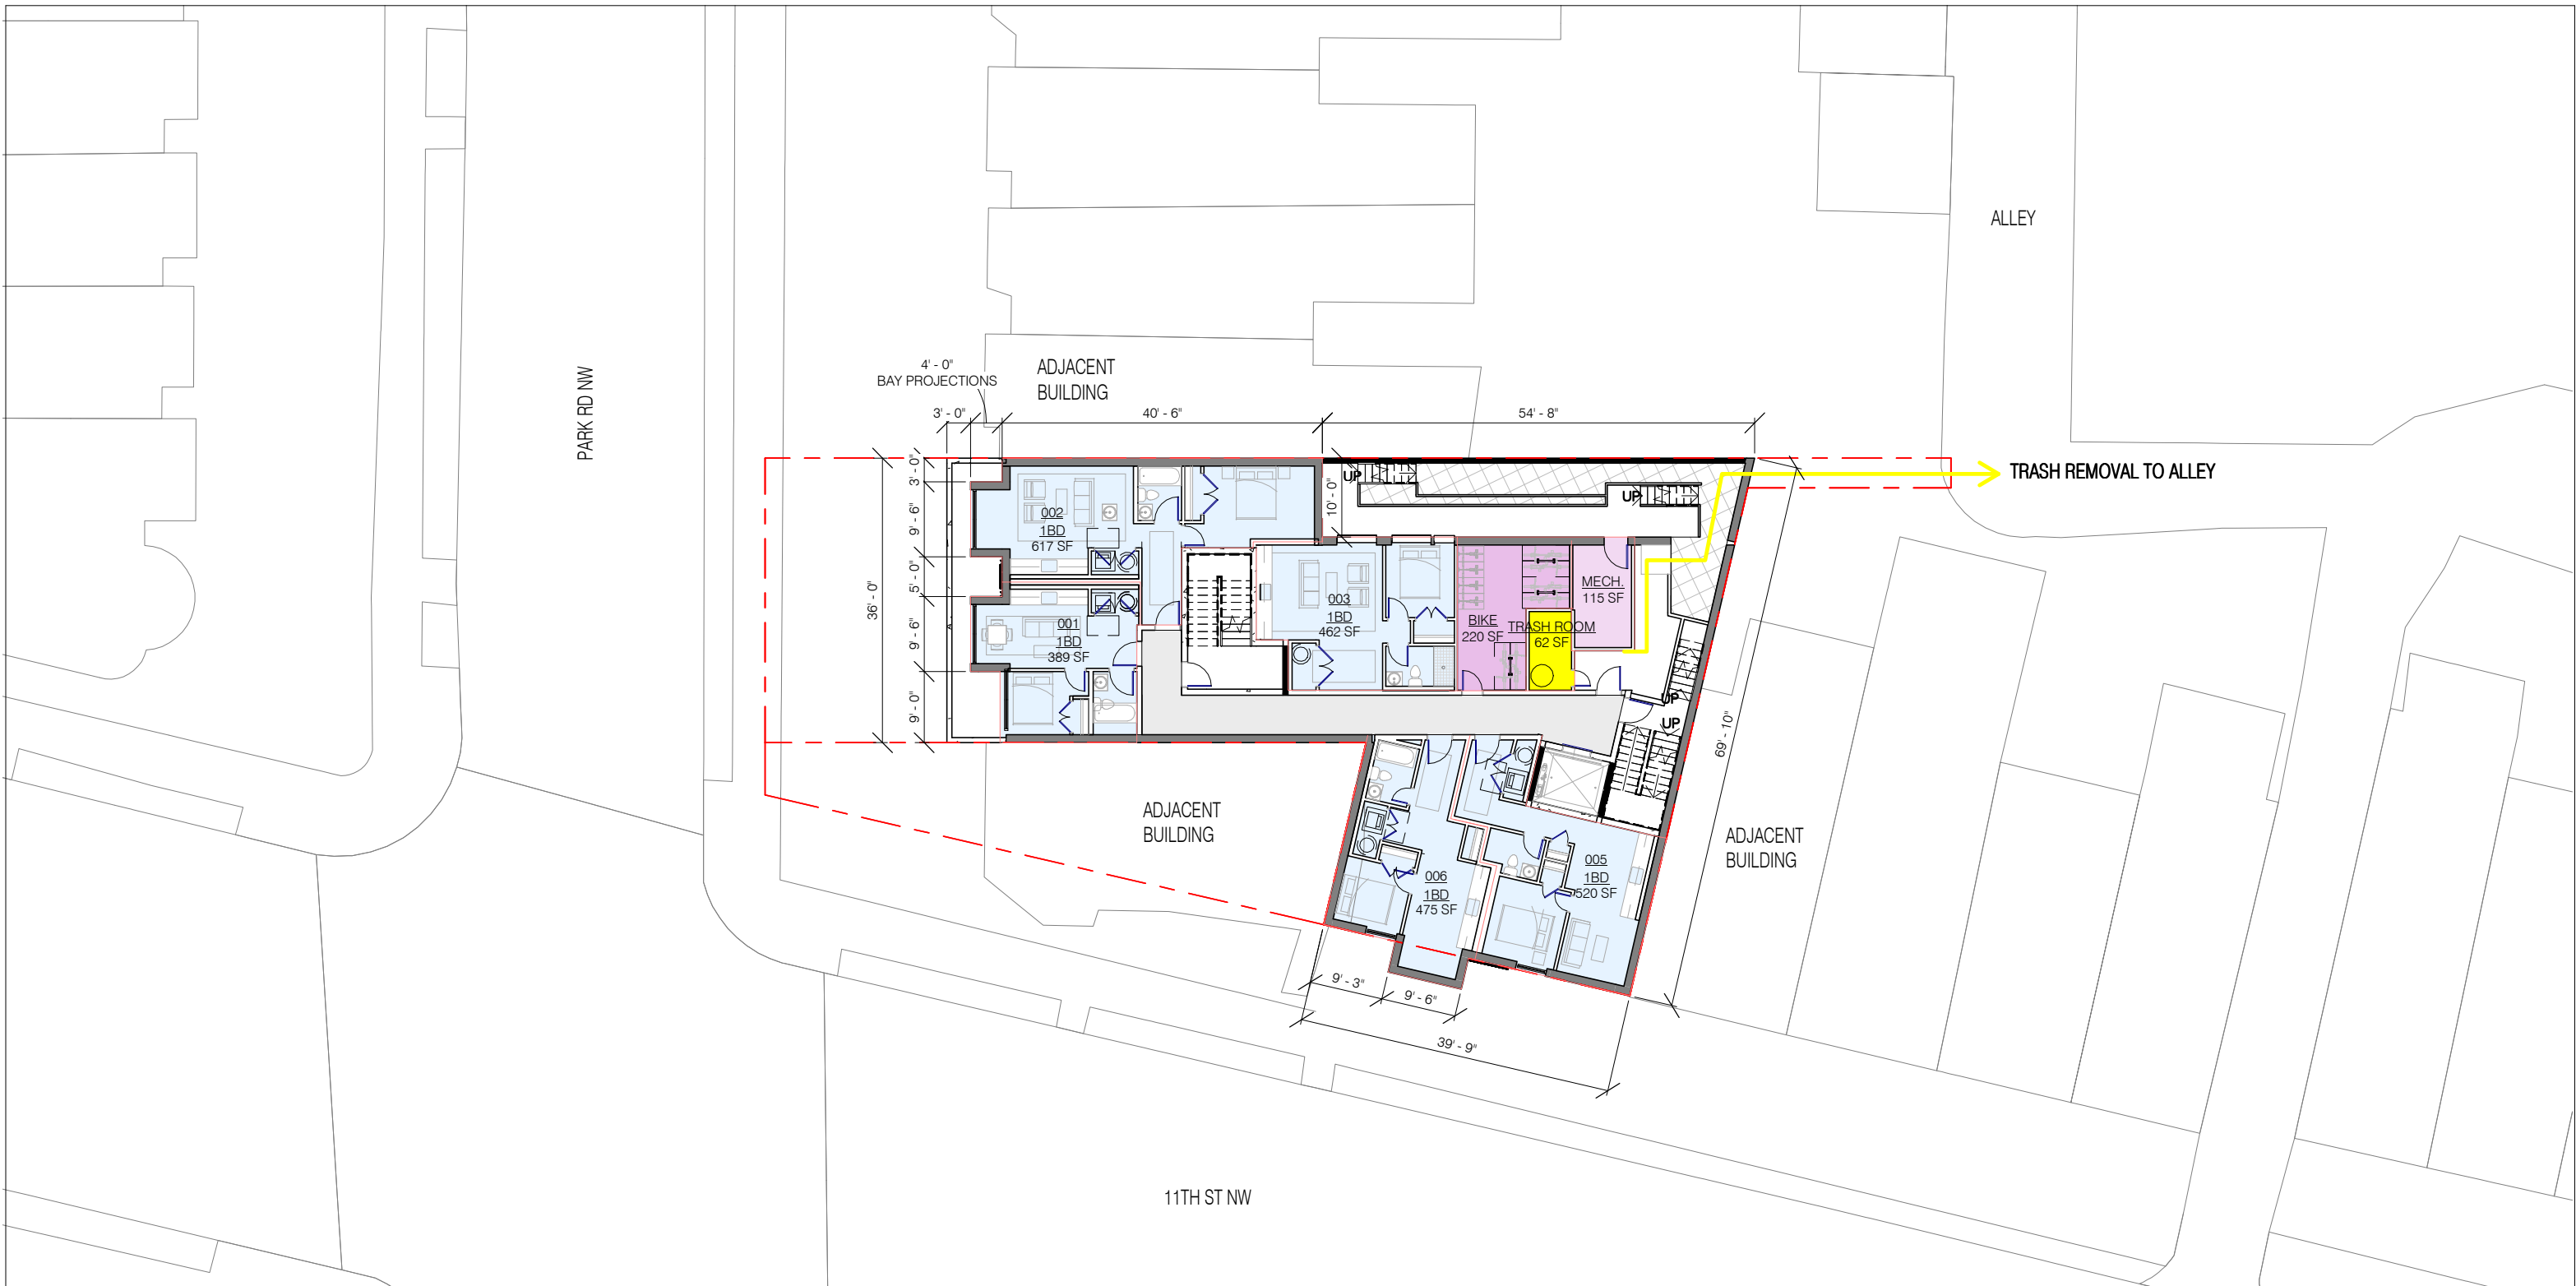 ALLEY
PARK RD NW
4' - 0"
BAY PROJECTIONS
ADJACENT
BUILDING
3' - 0"
40' - 6"
54' - 8"
TRASH REMOVAL TO ALLEY
36' - 0"
3' - 0"
9' - 6"
5' - 0"
9' - 6"
9' - 0"
10' - 0"
UP
UP
002
1BD
617 SF
001
1BD
389 SF
003
1BD
462 SF
BIKE
220 SF
TRASH ROOM
62 SF
MECH.
115 SF
UP
UP
69' - 10"
ADJACENT
BUILDING
ADJACENT
BUILDING
006
1BD
475 SF
005
1BD
520 SF
9' - 3"
9' - 6"
39' - 9"
11TH ST NW